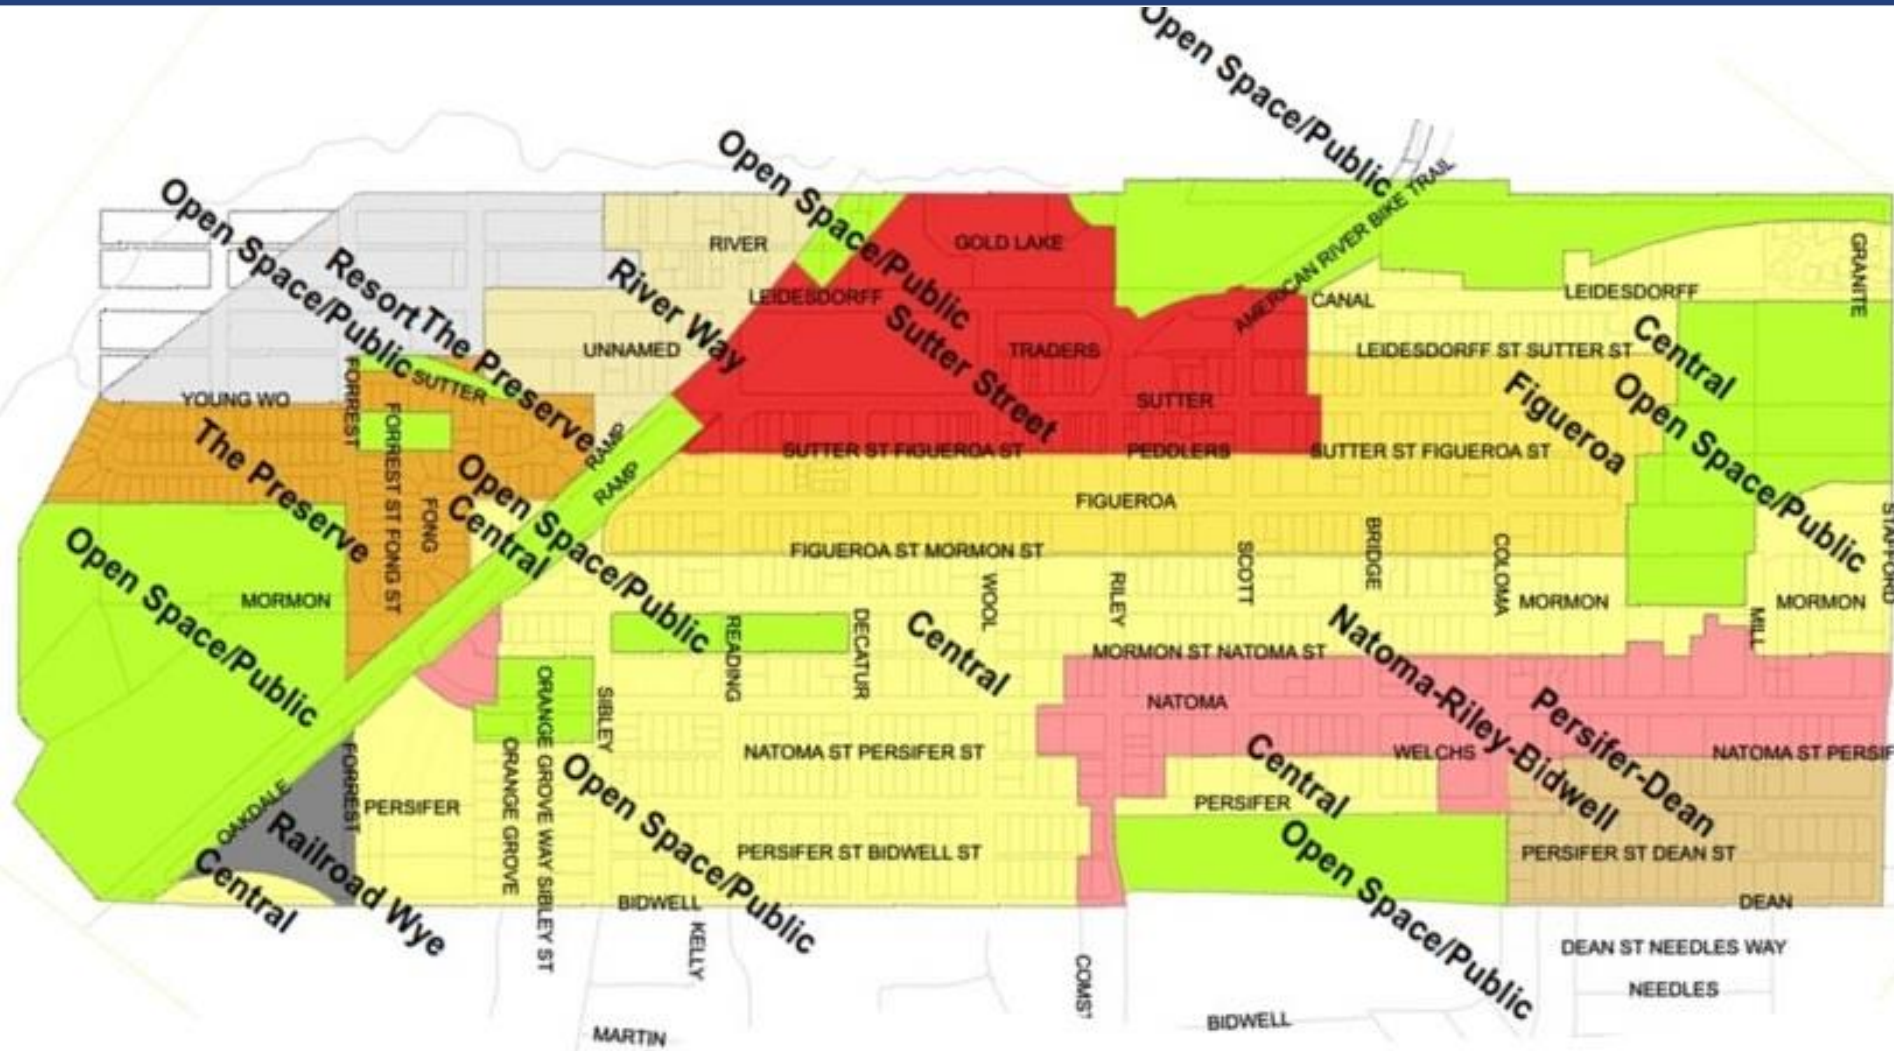 Open Space/Public
Open Space/Public
AMERICAN RIVER BIKE TRAIL
Open Space/Public
RIVER
GOLD LAKE
GRANITE
Resort
River Way
LEIDESDORFF
CANAL
LEIDESDORFF
The Preserve
Sutter Street
Central
UNNAMED
TRADERS
LEIDESDORFF ST SUTTER ST
FORREST
SUTTER
Figueroa
Open Space/Public
YOUNG WO
SUTTER
FORREST ST FONG ST
The Preserve
RAMP
SUTTER ST FIGUEROA ST
PEDDLERS
SUTTER ST FIGUEROA ST
Open Space/Public
RAMP
FONG
Central
FIGUEROA
STAFFORD
Open Space/Public
FIGUEROA ST MORMON ST
SCOTT
BRIDGE
COLOMA
MORMON
WOOL
RILEY
MORMON
MORMON
READING
DECATUR
Central
Natoma-Riley-Bidwell
MILL
MORMON ST NATOMA ST
ORANGE GROVE WAY SIBLEY ST
SIBLEY
NATOMA
Persifer-Dean
FORREST
ORANGE GROVE
NATOMA ST PERSIFER ST
Central
WELCHS
NATOMA ST PERSIF
OAKDALE
PERSIFER
Open Space/Public
PERSIFER
Railroad Wye
Central
PERSIFER ST BIDWELL ST
Open Space/Public
PERSIFER ST DEAN ST
BIDWELL
DEAN
KELLY
COMST
DEAN ST NEEDLES WAY
NEEDLES
MARTIN
BIDWELL